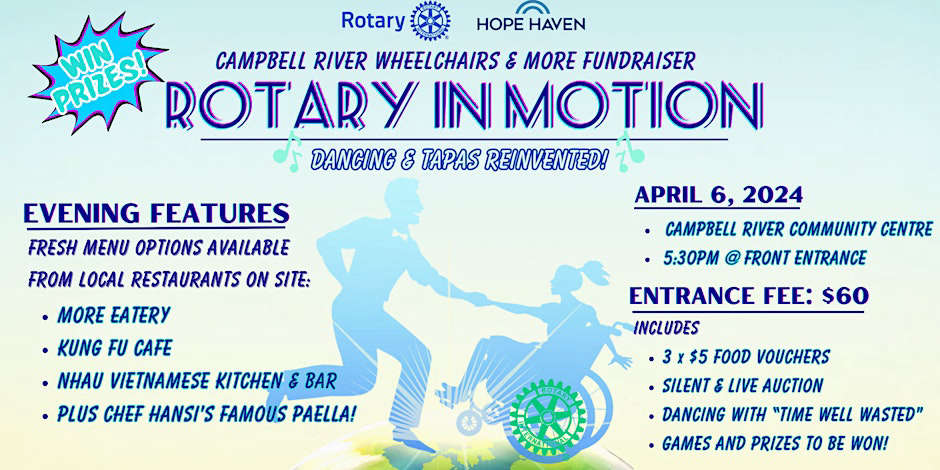 Rotary
HOPE HAVEN
WIN
PRIZES!
CAMPBELL RIVER WHEELCHAIRS & MORE FUNDRAISER
ROTARY IN MOTION
DANCING & TAPAS REINVENTED!
EVENING FEATURES
FRESH MENU OPTIONS AVAILABLE
FROM LOCAL RESTAURANTS ON SITE:
• MORE EATERY
• KUNG FU CAFE
• NHAU VIETNAMESE KITCHEN & BAR
• PLUS CHEF HANSI'S FAMOUS PAELLA!
APRIL 6, 2024
• CAMPBELL RIVER COMMUNITY CENTRE
• 5:30PM @ FRONT ENTRANCE
ENTRANCE FEE: $60
INCLUDES
• 3 x $5 FOOD VOUCHERS
• SILENT & LIVE AUCTION
• DANCING WITH "TIME WELL WASTED"
• GAMES AND PRIZES TO BE WON!
ROTARY
INTERNATIONAL